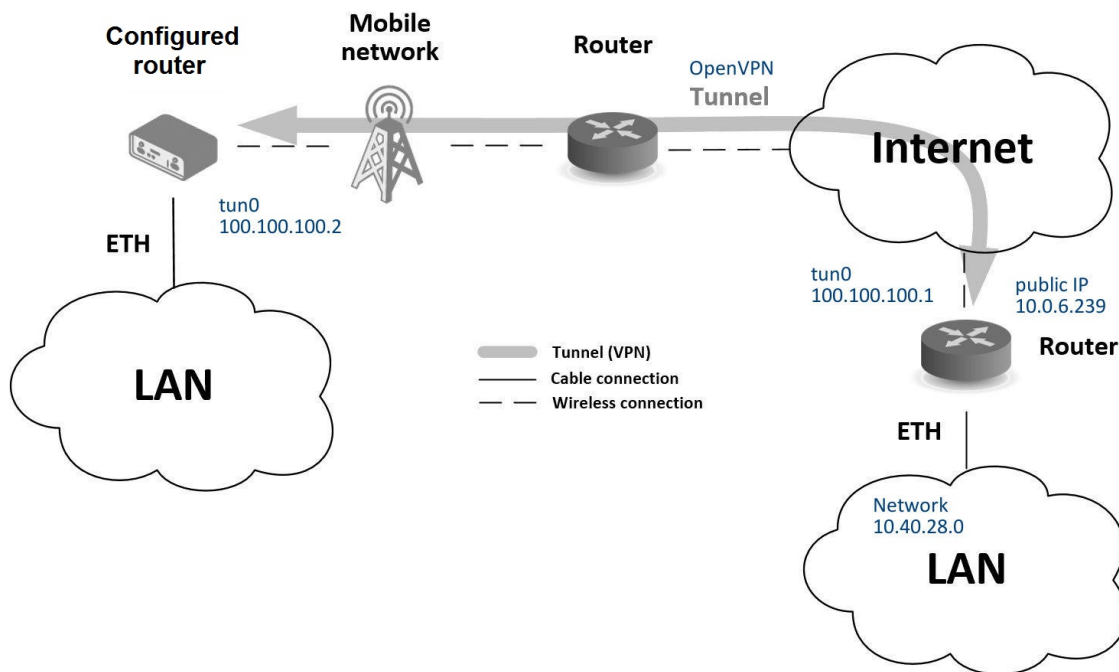 Configured
router
Mobile
network
Router
OpenVPN
Tunnel
Internet
tun0
100.100.100.2
ETH
LAN
tun0
100.100.100.1
public IP
10.0.6.239
Router
Tunnel (VPN)
Cable connection
Wireless connection
ETH
Network
10.40.28.0
LAN